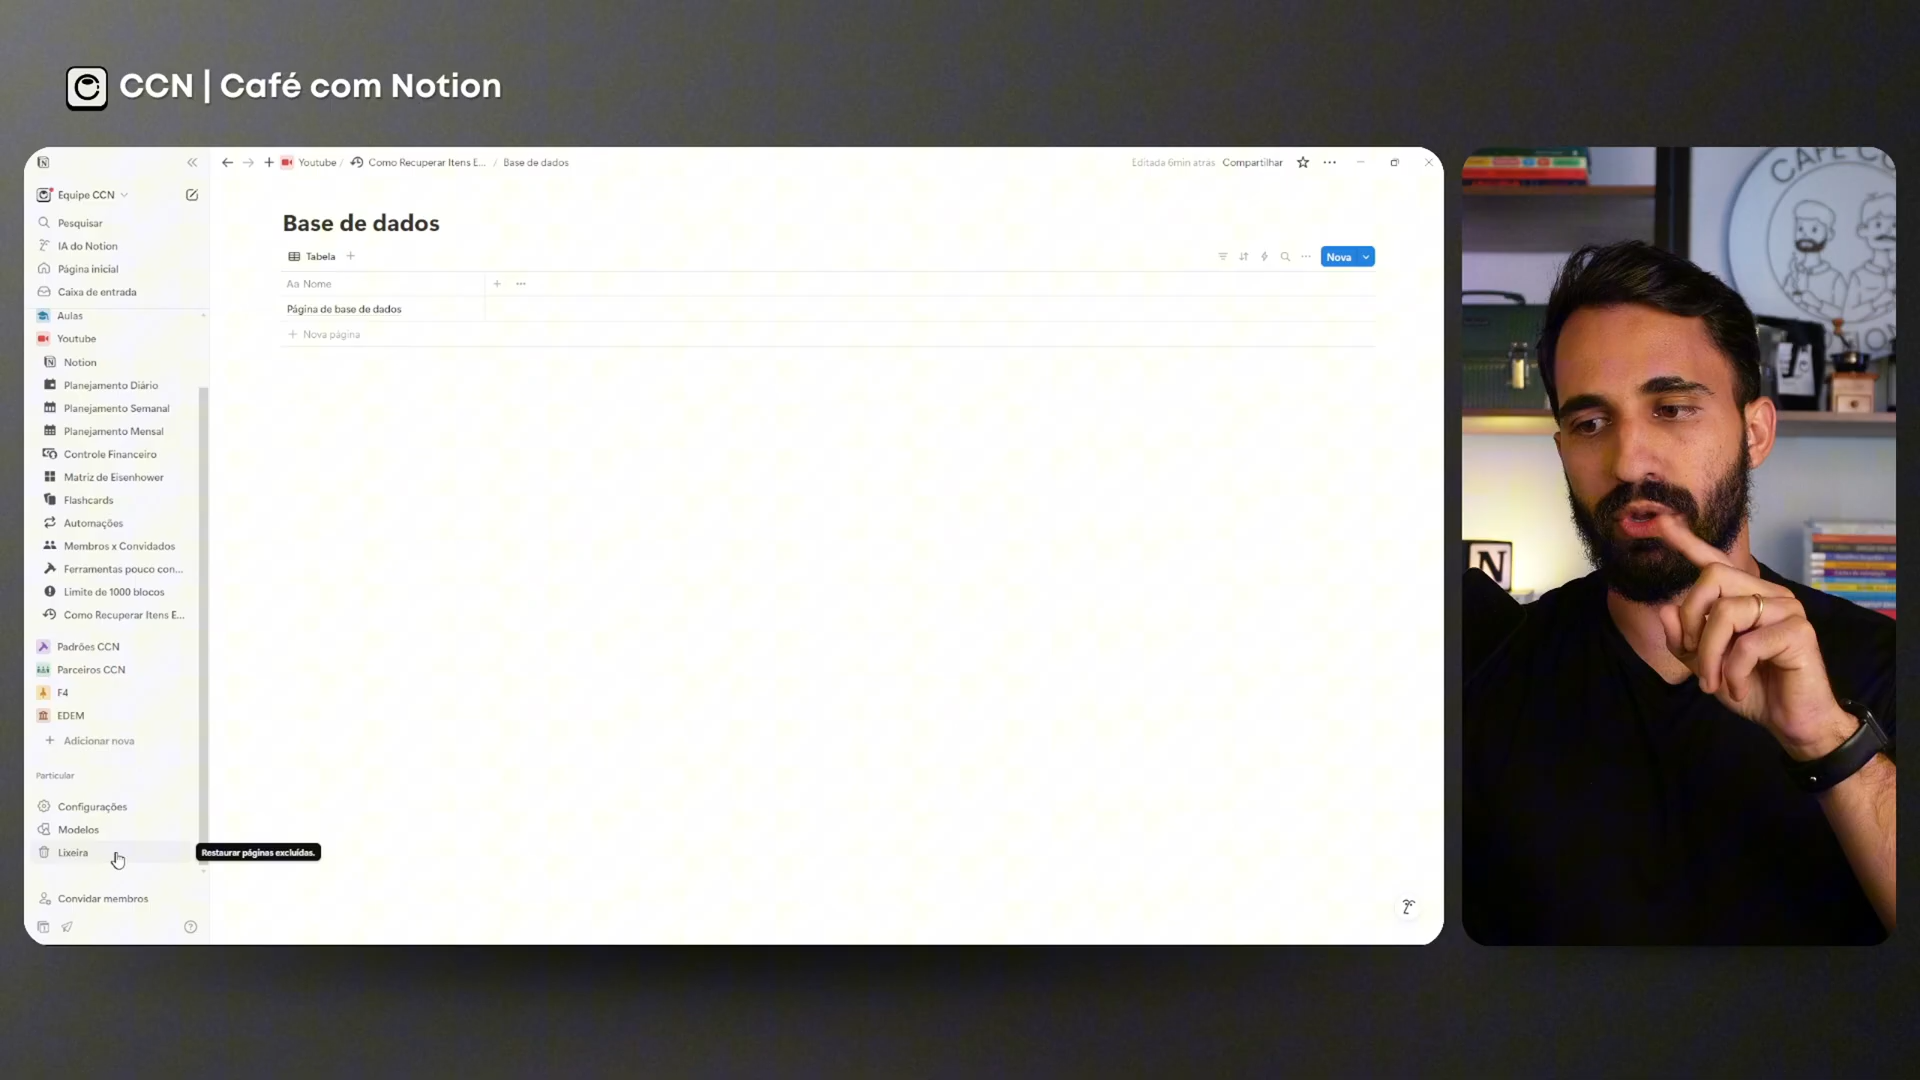 CCN | Café com Notion
Youtube / Como Recuperar Itens E... / Base de dados
Editada 6min atrás Compartilhar
Equipe CCN
Pesquisar
IA do Notion
Página inicial
Caixa de entrada
Aulas
Youtube
Notion
Planejamento Diário
Planejamento Semanal
Planejamento Mensal
Controle Financeiro
Matriz de Eisenhower
Flashcards
Automações
Membros x Convidados
Ferramentas pouco con...
Limite de 1000 blocos
Como Recuperar Itens E...
Padrões CCN
Parceiros CCN
F4
EDEM
Adicionar nova
Particular
Configurações
Modelos
Lixeira
Restaurar páginas excluídas.
Convidar membros
Base de dados
Tabela
Nova
Aa Nome
Página de base de dados
Nova página
CAFÉ CO
N